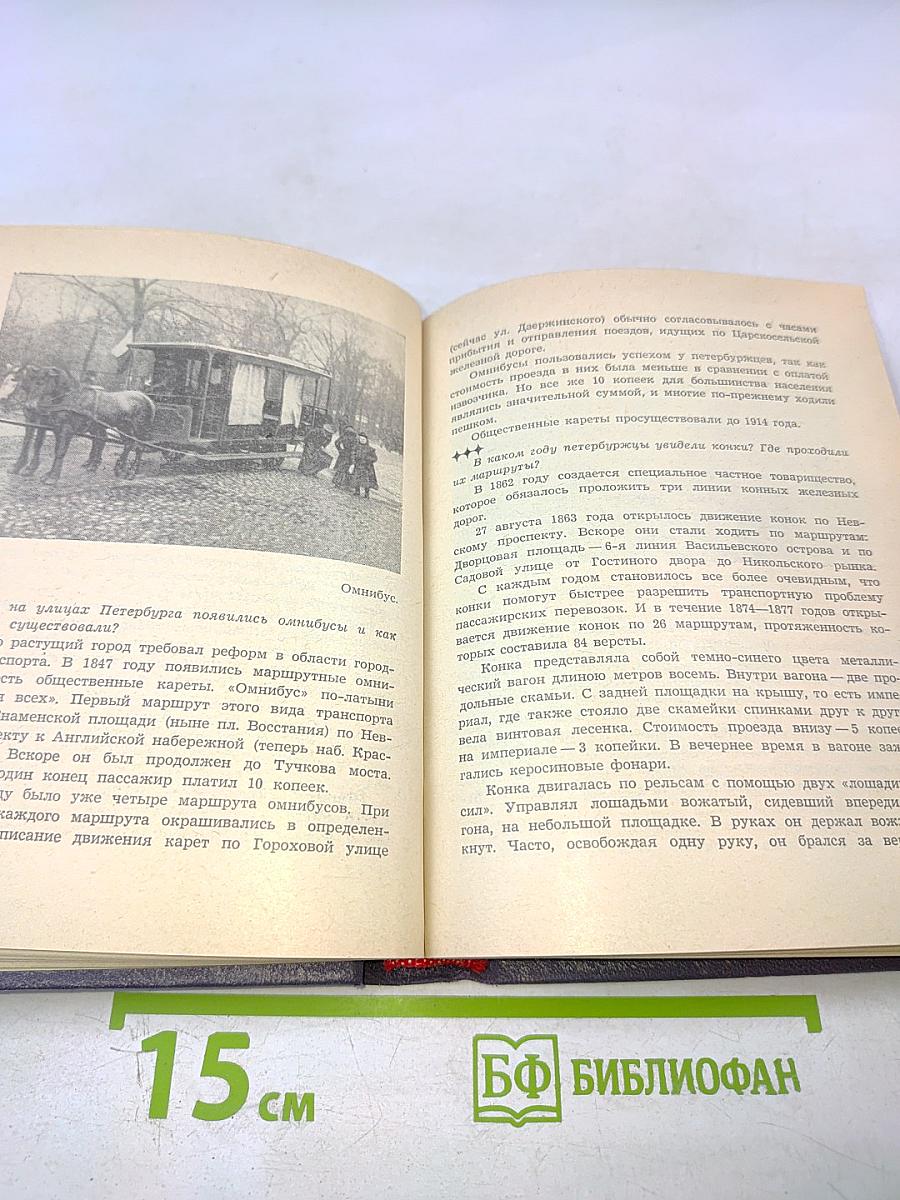 Омнибус.
на улицах Петербурга появились омнибусы и как
существовали?
растущий город требовал реформ в области город-
спорта. В 1847 году появились маршрутные омни-
общественные кареты. «Омнибус» по-латыни
всех». Первый маршрут этого вида транспорта
Знаменской площади (ныне пл. Восстания) по Нев-
к Английской набережной (теперь наб. Крас-
Вскоре он был продолжен до Тучкова моста.
один конец пассажир платил 10 копеек.
было уже четыре маршрута омнибусов. При
каждого маршрута окрашивались в определен-
писание движения карет по Гороховой улице
(сейчас ул. Дзержинского) обычно согласовывалось с часами
прибытия и отправления поездов, идущих по Царскосельской
железной дороге.
Омнибусы пользовались успехом у петербуржцев, так как
стоимость проезда в них была меньше в сравнении с оплатой
извозчика. Но все же 10 копеек для большинства населения
являлись значительной суммой, и многие по-прежнему ходили
пешком.
Общественные кареты просуществовали до 1914 года.
В каком году петербуржцы увидели конки? Где проходили
их маршруты?
В 1862 году создается специальное частное товарищество,
которое обязалось проложить три линии конных железных
дорог.
27 августа 1863 года открылось движение конок по Нев-
скому проспекту. Вскоре они стали ходить по маршрутам:
Дворцовая площадь — 6-я линия Васильевского острова и по
Садовой улице от Гостиного двора до Никольского рынка.
С каждым годом становилось все более очевидным, что
конки помогут быстрее разрешить транспортную проблему
пассажирских перевозок. И в течение 1874—1877 годов откры-
вается движение конок по 26 маршрутам, протяженность ко-
торых составила 84 версты.
Конка представляла собой темно-синего цвета металли-
ческий вагон длиною метров восемь. Внутри вагона — две про-
дольные скамьи. С задней площадки на крышу, то есть импе-
риал, где также стояло две скамейки спинками друг к друг
вела винтовая лесенка. Стоимость проезда внизу — 5 копее
на империале — 3 копейки. В вечернее время в вагоне заж
гались керосиновые фонари.
Конка двигалась по рельсам с помощью двух «лошади
сил». Управлял лошадьми вожатый, сидевший впереди
гона, на небольшой площадке. В руках он держал вож
кнут. Часто, освобождая одну руку, он брался за вер
15 см
БФ БИБЛИОФАН